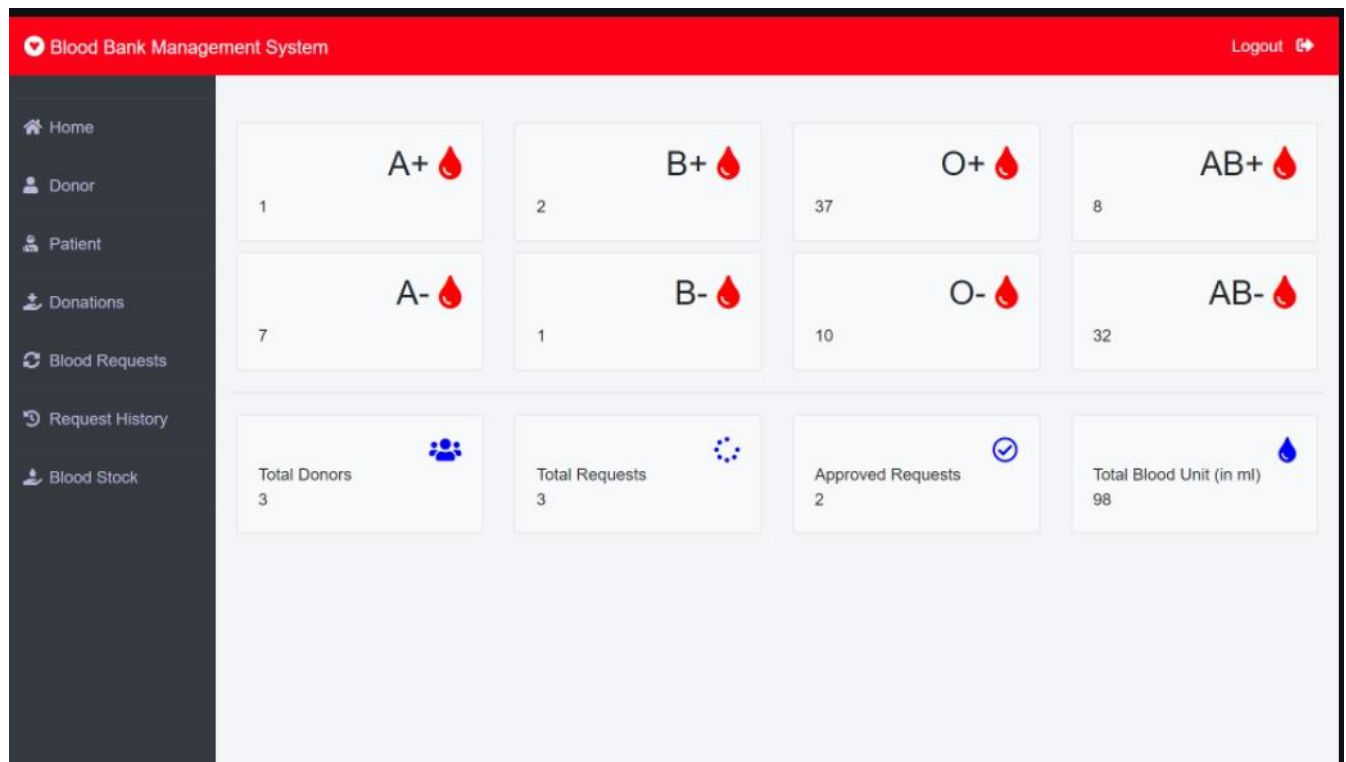 Blood Bank Management System
Logout
Home
Donor
Patient
Donations
Blood Requests
Request History
Blood Stock
A+
1
B+
2
O+
37
AB+
8
A-
7
B-
1
O-
10
AB-
32
Total Donors
3
Total Requests
3
Approved Requests
2
Total Blood Unit (in ml)
98